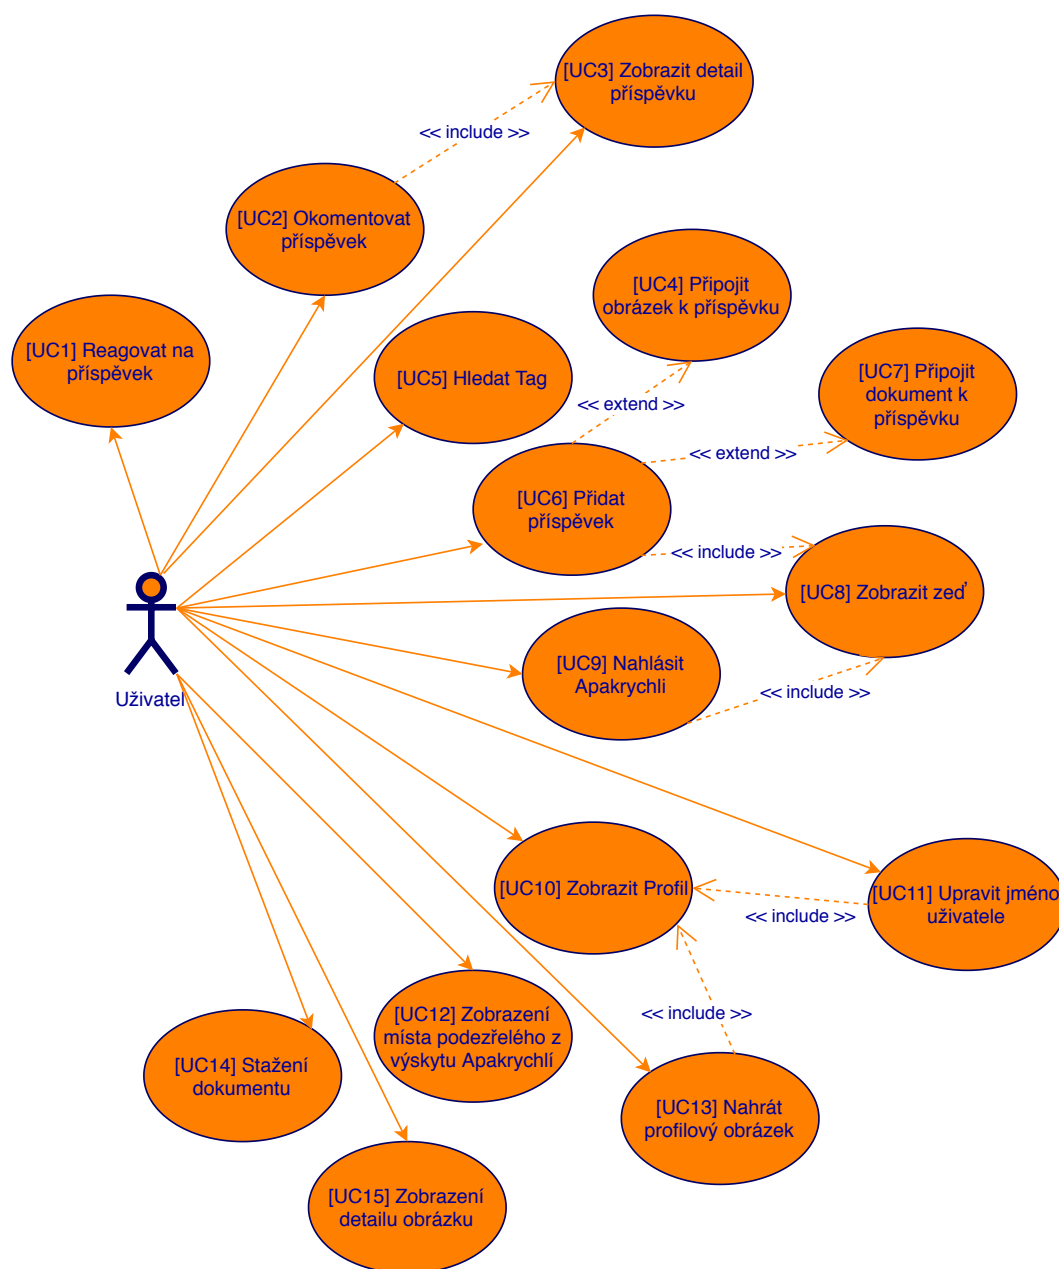 [UC3] Zobrazit detail
příspěvku
<< include >>
[UC2] Okomentovat
příspěvek
[UC4] Připojit
obrázek k příspěvku
[UC1] Reagovat na
příspěvek
[UC5] Hledat Tag
[UC7] Připojit
dokument k
příspěvku
<< extend >>
<< extend >>
[UC6] Přidat
příspěvek
<< include >>
[UC8] Zobrazit zeď
[UC9] Nahlásit
Apakrychli
<< include >>
Uživatel
[UC10] Zobrazit Profil
[UC11] Upravit jméno
uživatele
<< include >>
<< include >>
[UC12] Zobrazení
místa podezřelého z
výskytu Apakrychlí
[UC14] Stažení
dokumentu
[UC13] Nahrát
profilový obrázek
[UC15] Zobrazení
detailu obrázku